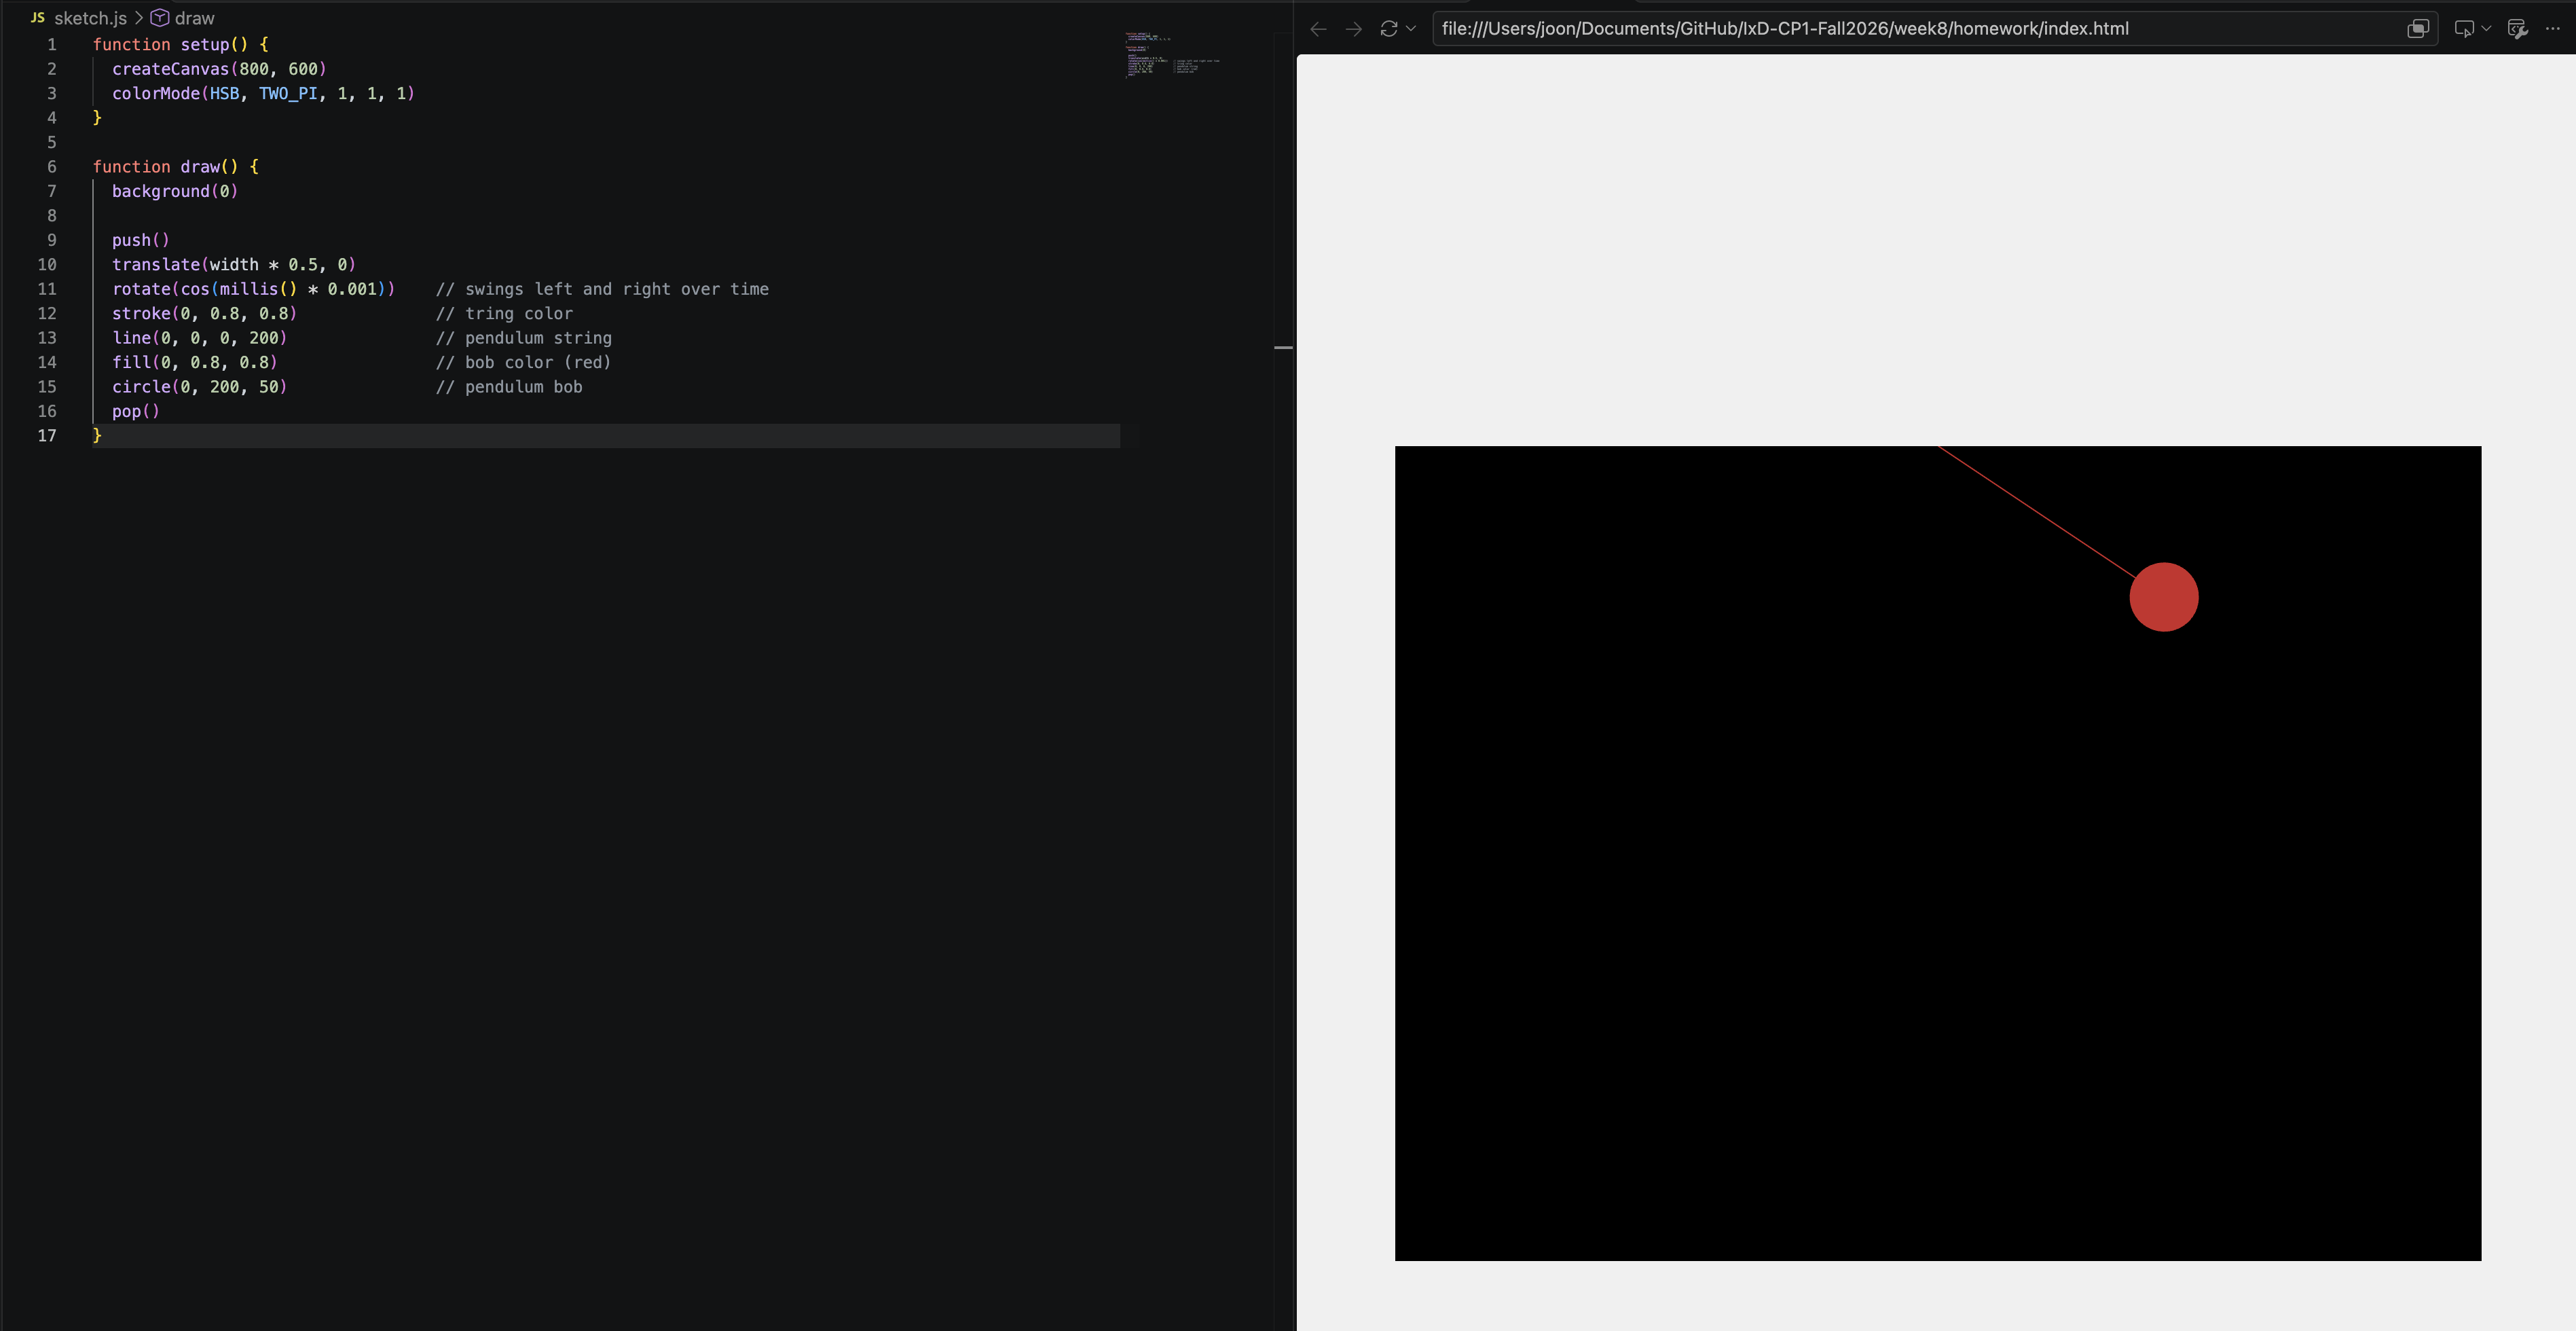 JS sketch.js > draw
1 function setup() {
2   createCanvas(800, 600)
3   colorMode(HSB, TWO_PI, 1, 1, 1)
4 }
5
6 function draw() {
7   background(0)
8
9   push()
10   translate(width * 0.5, 0)
11   rotate(cos(millis() * 0.001))    // swings left and right over time
12   stroke(0, 0.8, 0.8)              // tring color
13   line(0, 0, 0, 200)               // pendulum string
14   fill(0, 0.8, 0.8)                // bob color (red)
15   circle(0, 200, 50)               // pendulum bob
16   pop()
17 }
file:///Users/joon/Documents/GitHub/IxD-CP1-Fall2026/week8/homework/index.html